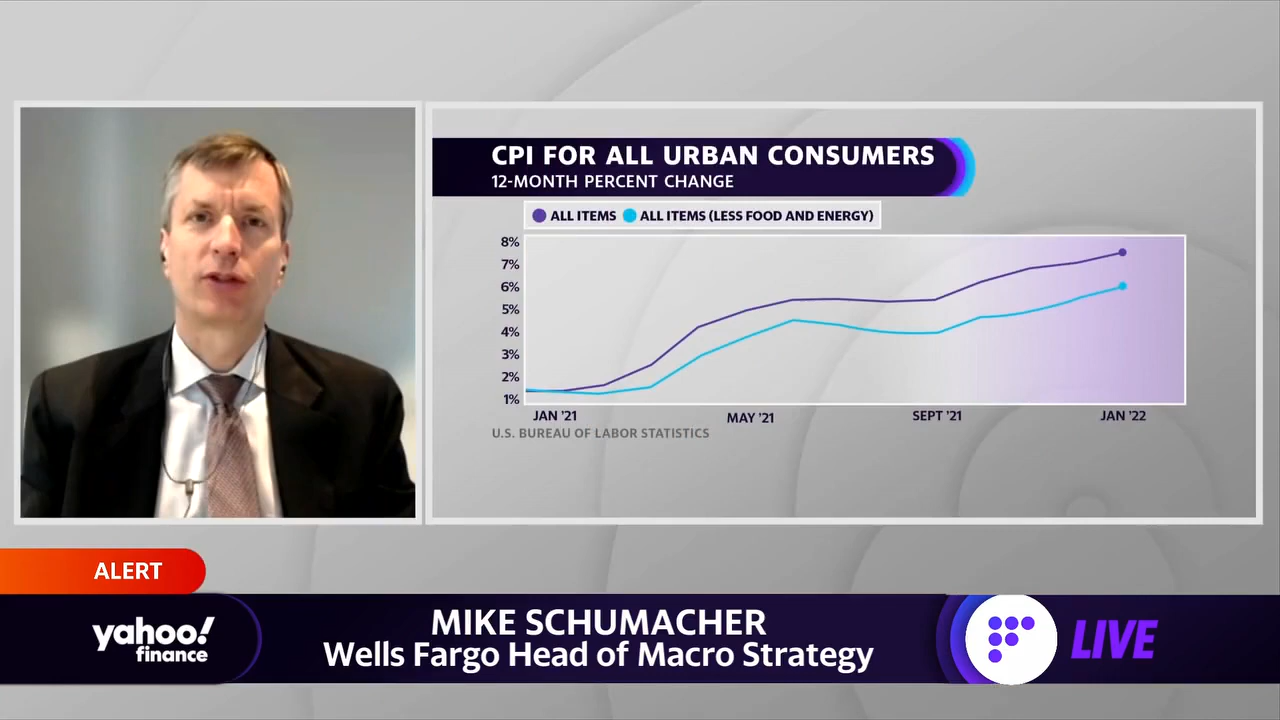 CPI FOR ALL URBAN CONSUMERS
12-MONTH PERCENT CHANGE
ALL ITEMS ALL ITEMS (LESS FOOD AND ENERGY)
8%
7%
6%
5%
4%
3%
2%
1%
JAN '21 MAY '21 SEPT '21 JAN '22
U.S. BUREAU OF LABOR STATISTICS
ALERT
yahoo!
finance
MIKE SCHUMACHER
Wells Fargo Head of Macro Strategy
LIVE